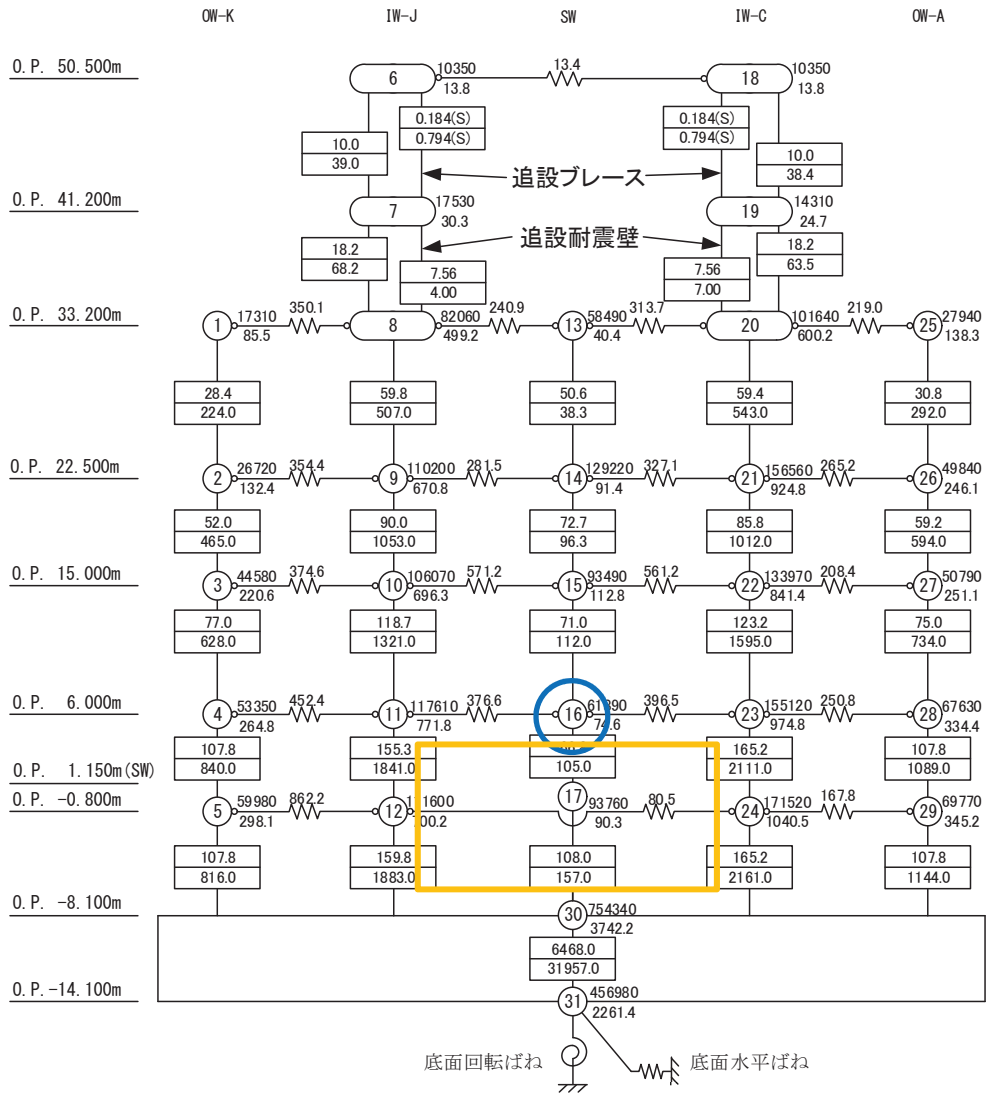 OW-K IW-J SW IW-C OW-A
O.P. 50.500m 6 10350 13.4 18 10350
13.8 13.8
0.184(S) 0.184(S)
0.794(S) 0.794(S)
10.0 10.0
39.0 38.4
追設ブレース
O.P. 41.200m 7 17530 19 14310
30.3 24.7
追設耐震壁
18.2 18.2
68.2 63.5
7.56 7.56
4.00 7.00
O.P. 33.200m 1 17310 350.1 8 82060 240.9 13 58490 313.7 20 101640 219.0 25 27940
85.5 499.2 40.4 600.2 138.3
28.4 59.8 50.6 59.4 30.8
224.0 507.0 38.3 543.0 292.0
O.P. 22.500m 2 26720 354.4 9 110200 281.5 14 129220 327.1 21 156560 265.2 26 49840
132.4 670.8 91.4 924.8 246.1
52.0 90.0 72.7 85.8 59.2
465.0 1053.0 96.3 1012.0 594.0
O.P. 15.000m 3 44580 374.6 10 106070 571.2 15 93490 561.2 22 133970 208.4 27 50790
220.6 696.3 112.8 841.4 251.1
77.0 118.7 71.0 123.2 75.0
628.0 1321.0 112.0 1595.0 734.0
O.P. 6.000m 4 53350 452.4 11 117610 376.6 16 396.5 23 155120 250.8 28 67630
264.8 771.8 974.8 334.4
107.8 155.3 165.2 107.8
840.0 1841.0 105.0 2111.0 1089.0
O.P. 1.150m(SW) 17
O.P. -0.800m 5 59980 862.2 12 93760 80.5 24 171520 167.8 29 69770
298.1 90.3 1040.5 345.2
107.8 159.8 108.0 165.2 107.8
816.0 1883.0 157.0 2161.0 1144.0
O.P. -8.100m 30 754340
3742.2
6468.0
31957.0
O.P.-14.100m 31 456980
2261.4
底面回転ばね 底面水平ばね